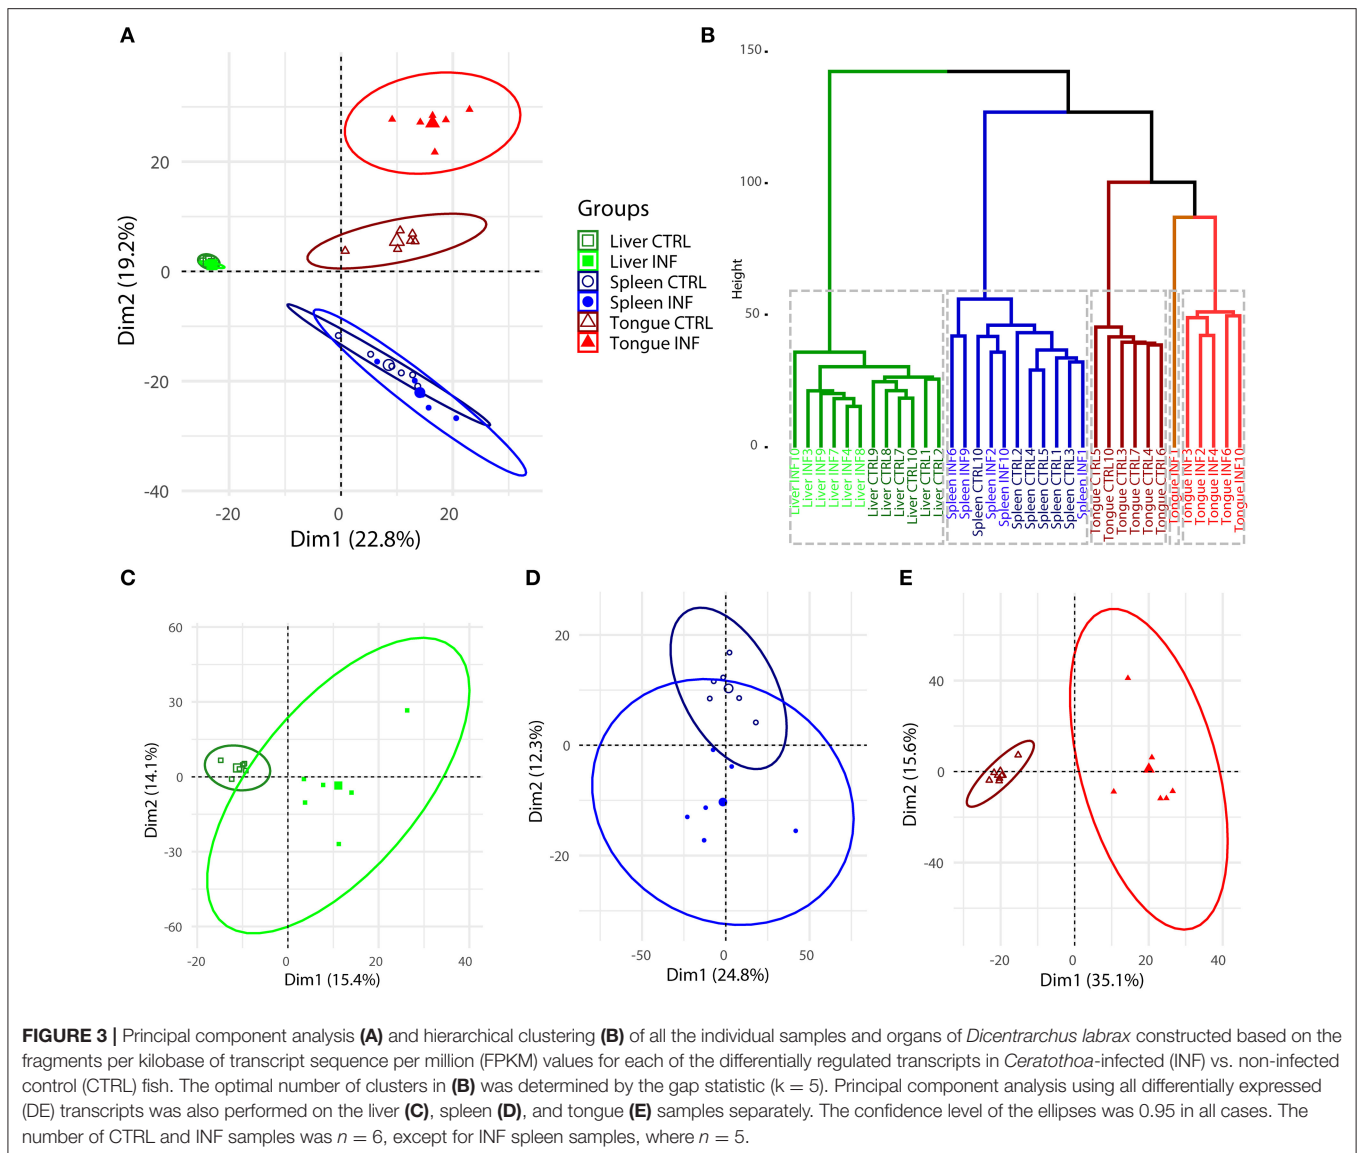 A
20
0
-20
-40
Dim2 (19.2%)
-20
0
20
Dim1 (22.8%)
Groups
Liver CTRL
Liver INF
Spleen CTRL
Spleen INF
Tongue CTRL
Tongue INF
B
150
100
50
0
Height
Liver INF10
Liver INF3
Liver INF9
Liver INF7
Liver INF4
Liver INF8
Liver CTRL9
Liver CTRL8
Liver CTRL7
Liver CTRL10
Liver CTRL1
Liver CTRL2
Spleen INF6
Spleen INF9
Spleen CTRL10
Spleen INF2
Spleen INF10
Spleen CTRL2
Spleen CTRL4
Spleen CTRL5
Spleen CTRL1
Spleen CTRL3
Spleen INF1
Tongue CTRL5
Tongue CTRL10
Tongue CTRL3
Tongue CTRL7
Tongue CTRL4
Tongue CTRL6
Tongue INF1
Tongue INF3
Tongue INF2
Tongue INF4
Tongue INF6
Tongue INF10
C
60
30
0
-30
-60
Dim2 (14.1%)
-20
0
20
40
Dim1 (15.4%)
D
20
0
-20
Dim2 (12.3%)
-50
0
50
Dim1 (24.8%)
E
40
0
-40
Dim2 (15.6%)
-20
0
20
40
Dim1 (35.1%)
FIGURE 3 | Principal component analysis (A) and hierarchical clustering (B) of all the individual samples and organs of Dicentrarchus labrax constructed based on the
fragments per kilobase of transcript sequence per million (FPKM) values for each of the differentially regulated transcripts in Ceratothoa-infected (INF) vs. non-infected
control (CTRL) fish. The optimal number of clusters in (B) was determined by the gap statistic (k = 5). Principal component analysis using all differentially expressed
(DE) transcripts was also performed on the liver (C), spleen (D), and tongue (E) samples separately. The confidence level of the ellipses was 0.95 in all cases. The
number of CTRL and INF samples was n = 6, except for INF spleen samples, where n = 5.